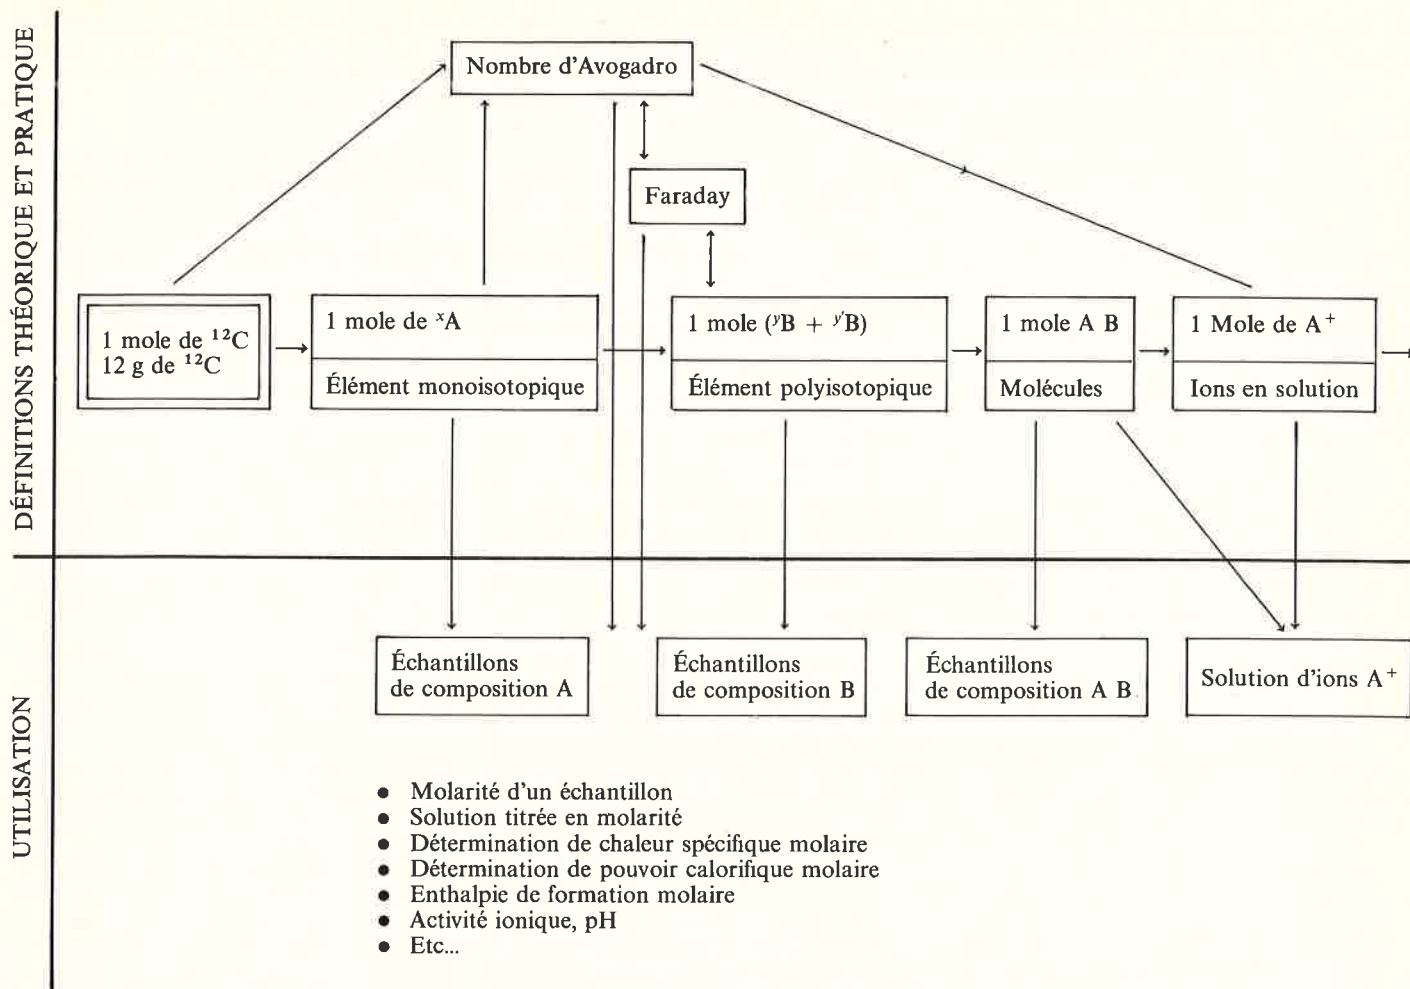 DÉFINITIONS THÉORIQUE ET PRATIQUE
Nombre d'Avogadro
Faraday
1 mole de ¹²C
12 g de ¹²C
1 mole de ˣA
Élément monoisotopique
1 mole (ʸB + ʸ′B)
Élément polyisotopique
1 mole A B
Molécules
1 Mole de A⁺
Ions en solution
UTILISATION
Échantillons
de composition A
Échantillons
de composition B
Échantillons
de composition A B
Solution d'ions A⁺
● Molarité d'un échantillon
● Solution titrée en molarité
● Détermination de chaleur spécifique molaire
● Détermination de pouvoir calorifique molaire
● Enthalpie de formation molaire
● Activité ionique, pH
● Etc...